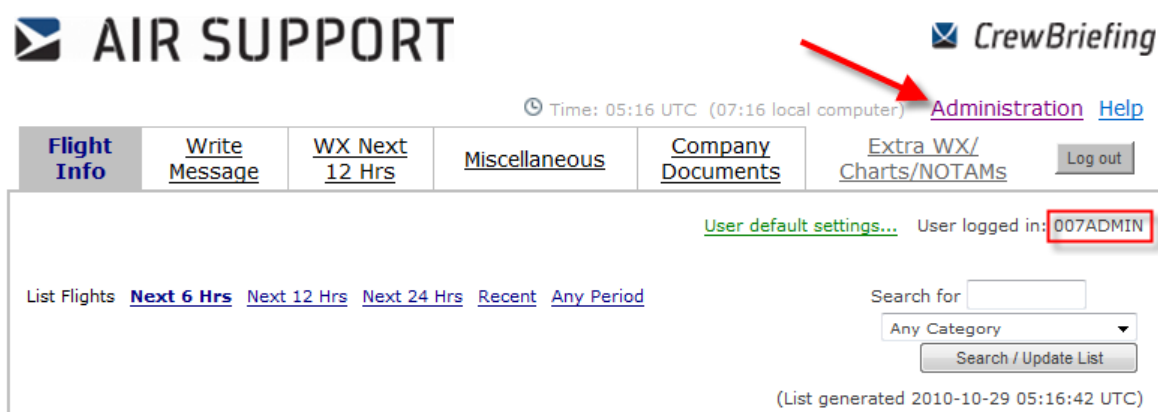 AIR SUPPORT
CrewBriefing
Time: 05:16 UTC (07:16 local computer) Administration Help
Flight Info Write Message WX Next 12 Hrs Miscellaneous Company Documents Extra WX/ Charts/NOTAMs Log out
User default settings... User logged in: 007ADMIN
List Flights Next 6 Hrs Next 12 Hrs Next 24 Hrs Recent Any Period Search for
Any Category
Search / Update List
(List generated 2010-10-29 05:16:42 UTC)